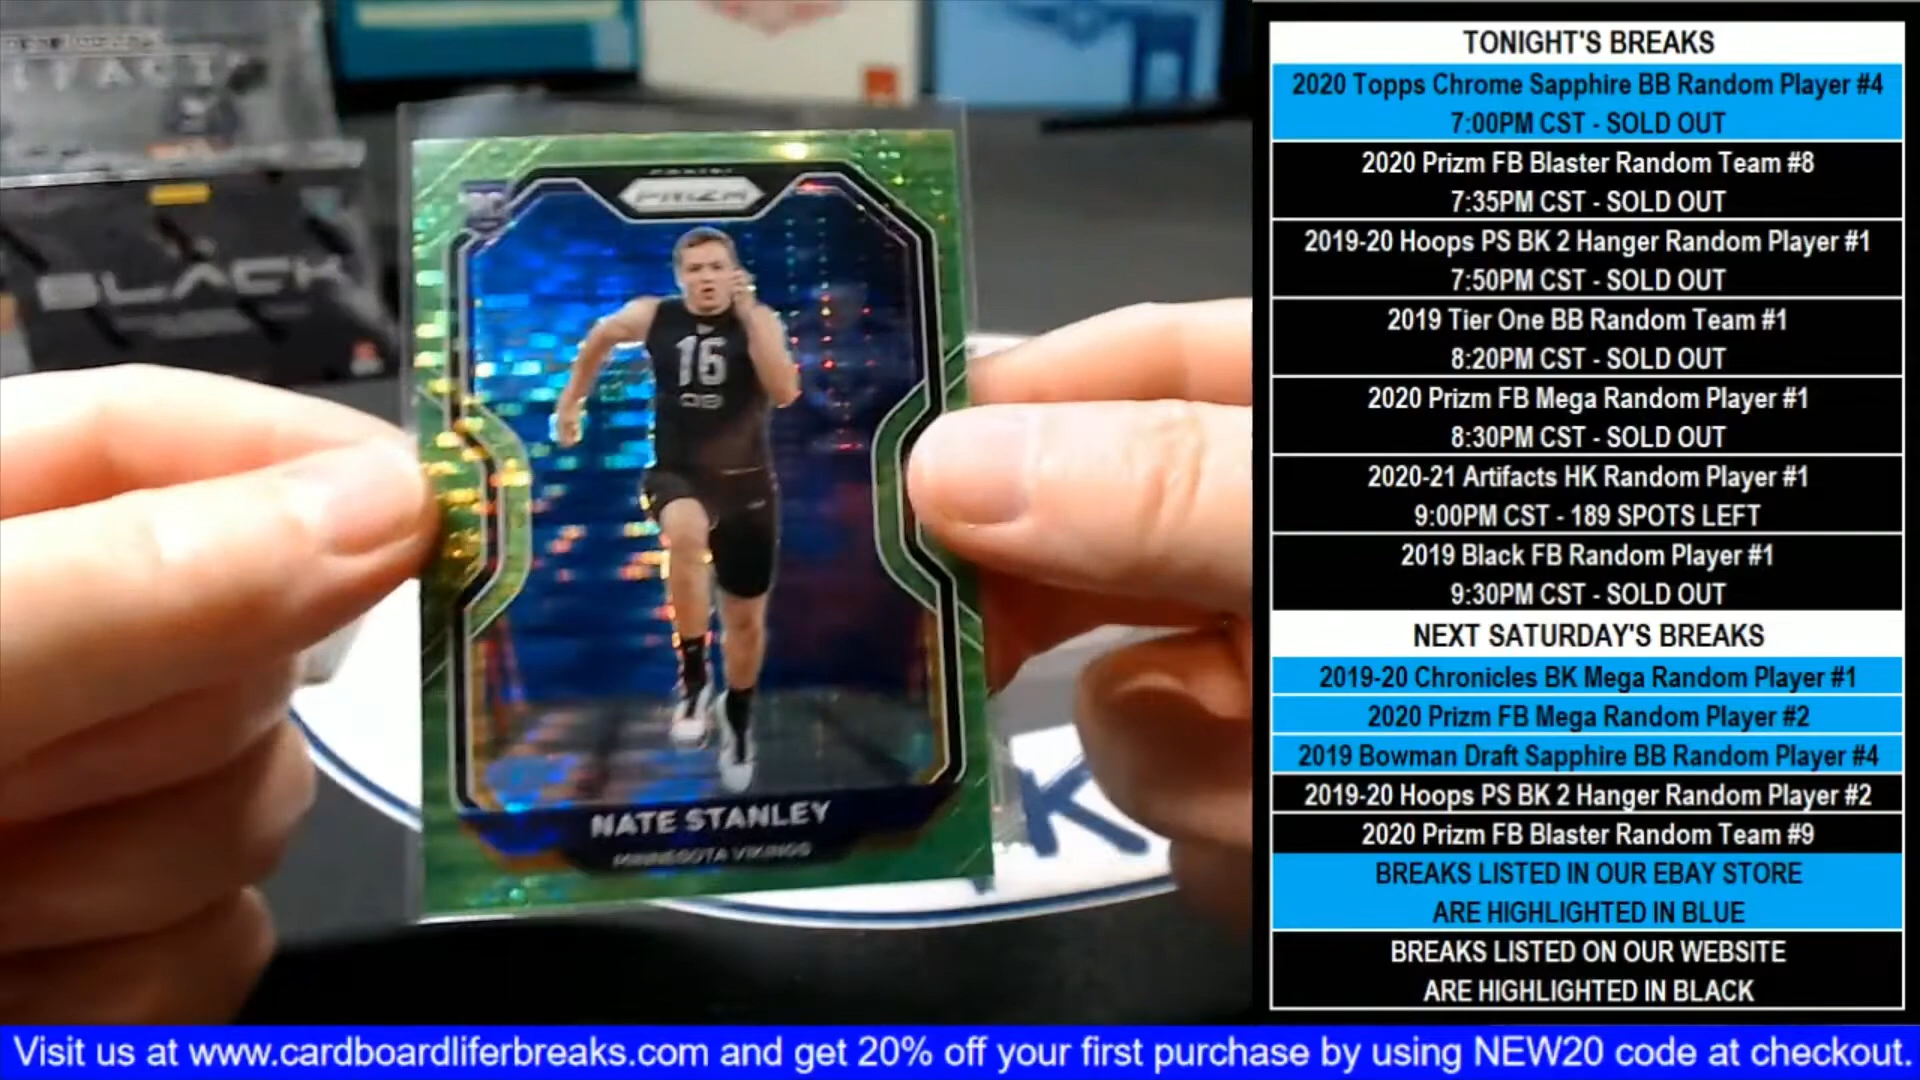 BLACK
PANINI
PRIZM
RC
16
QB
NATE STANLEY
MINNESOTA VIKINGS
TONIGHT'S BREAKS
2020 Topps Chrome Sapphire BB Random Player #4
7:00PM CST - SOLD OUT
2020 Prizm FB Blaster Random Team #8
7:35PM CST - SOLD OUT
2019-20 Hoops PS BK 2 Hanger Random Player #1
7:50PM CST - SOLD OUT
2019 Tier One BB Random Team #1
8:20PM CST - SOLD OUT
2020 Prizm FB Mega Random Player #1
8:30PM CST - SOLD OUT
2020-21 Artifacts HK Random Player #1
9:00PM CST - 189 SPOTS LEFT
2019 Black FB Random Player #1
9:30PM CST - SOLD OUT
NEXT SATURDAY'S BREAKS
2019-20 Chronicles BK Mega Random Player #1
2020 Prizm FB Mega Random Player #2
2019 Bowman Draft Sapphire BB Random Player #4
2019-20 Hoops PS BK 2 Hanger Random Player #2
2020 Prizm FB Blaster Random Team #9
BREAKS LISTED IN OUR EBAY STORE
ARE HIGHLIGHTED IN BLUE
BREAKS LISTED ON OUR WEBSITE
ARE HIGHLIGHTED IN BLACK
Visit us at www.cardboardliferbreaks.com and get 20% off your first purchase by using NEW20 code at checkout.